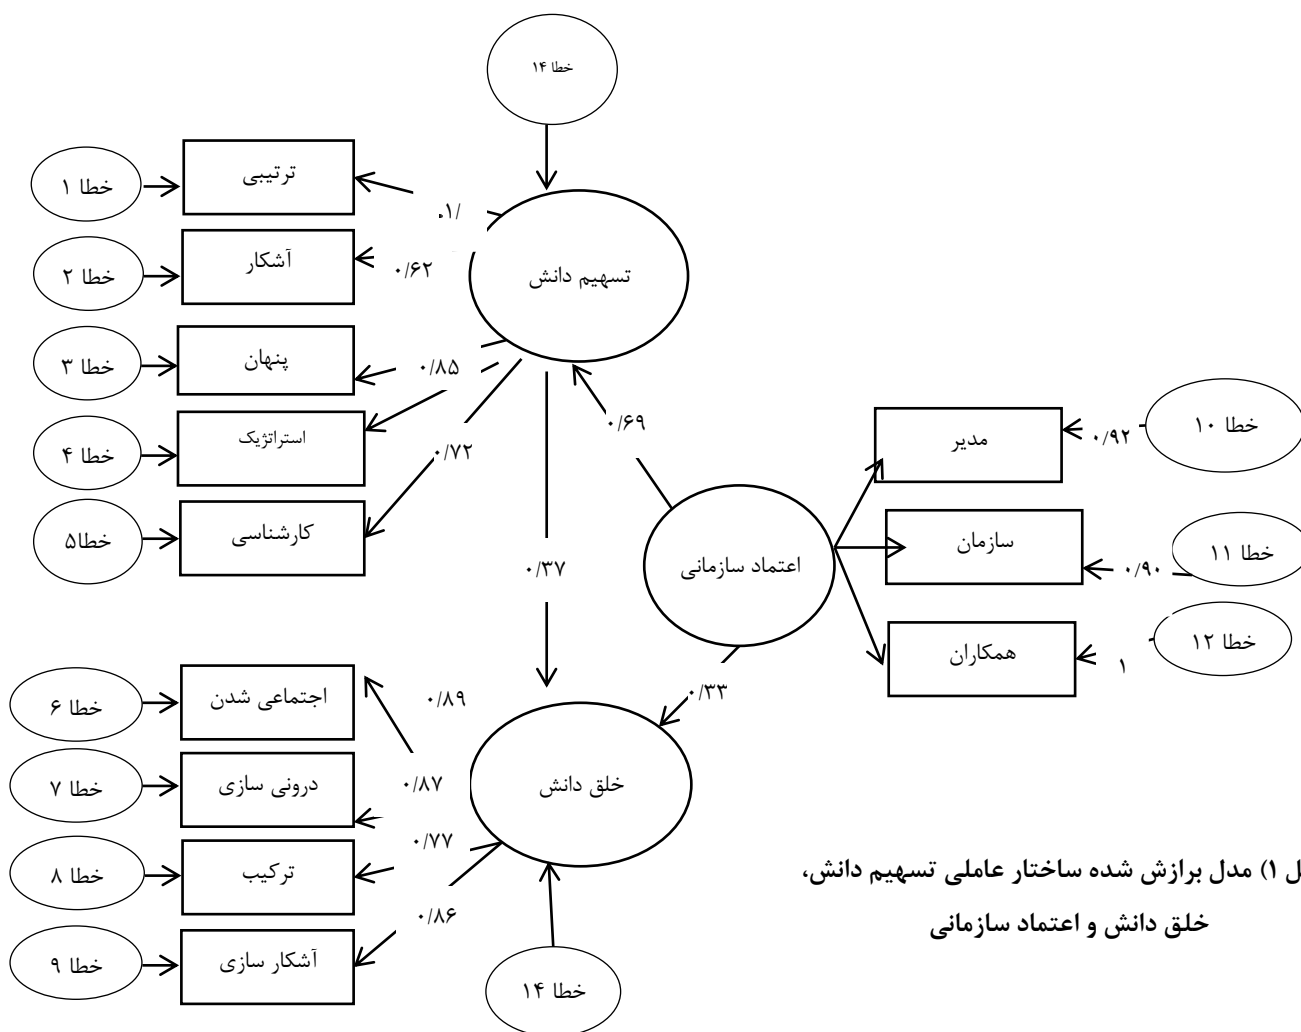 خطا ۱۴
ترتیبی
خطا ۱
۰۱/
آشکار
خطا ۲
۰/۶۲
تسهیم دانش
پنهان
خطا ۳
۰/۸۵
استراتژیک
خطا ۴
۰/۷۲
کارشناسی
خطا۵
۰/۶۹
خطا ۱۰
۰/۹۲
مدیر
خطا ۱۱
۰/۹۰
سازمان
اعتماد سازمانی
خطا ۱۲
۱
همکاران
۰/۳۷
۰/۳۳
۰/۸۹
اجتماعی شدن
خطا ۶
۰/۸۷
درونی سازی
خطا ۷
خلق دانش
۰/۷۷
ترکیب
خطا ۸
۰/۸۶
آشکار سازی
خطا ۹
خطا ۱۴
ل ۱) مدل برازش شده ساختار عاملی تسهیم دانش،
خلق دانش و اعتماد سازمانی